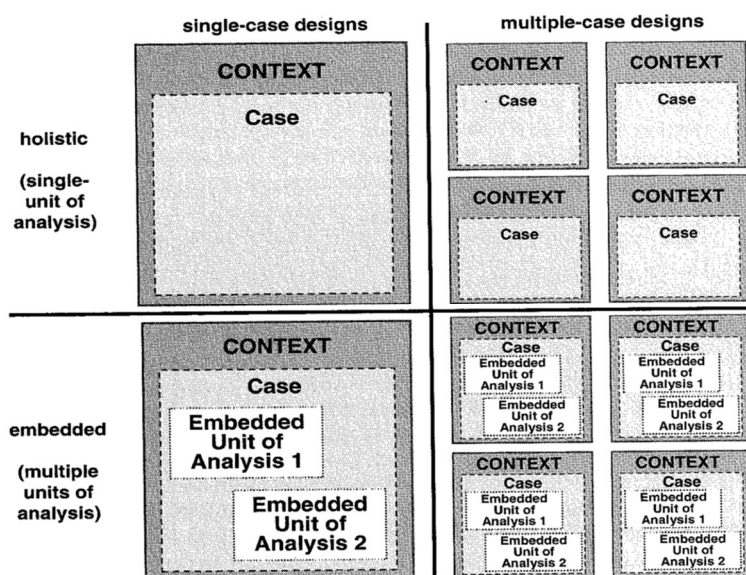 single-case designs
multiple-case designs
holistic
(single-
unit of
analysis)
CONTEXT
Case
CONTEXT
Case
CONTEXT
Case
CONTEXT
Case
CONTEXT
Case
embedded
(multiple
units of
analysis)
CONTEXT
Case
Embedded
Unit of
Analysis 1
Embedded
Unit of
Analysis 2
CONTEXT
Case
Embedded
Unit of
Analysis 1
Embedded
Unit of
Analysis 2
CONTEXT
Case
Embedded
Unit of
Analysis 1
Embedded
Unit of
Analysis 2
CONTEXT
Case
Embedded
Unit of
Analysis 1
Embedded
Unit of
Analysis 2
CONTEXT
Case
Embedded
Unit of
Analysis 1
Embedded
Unit of
Analysis 2